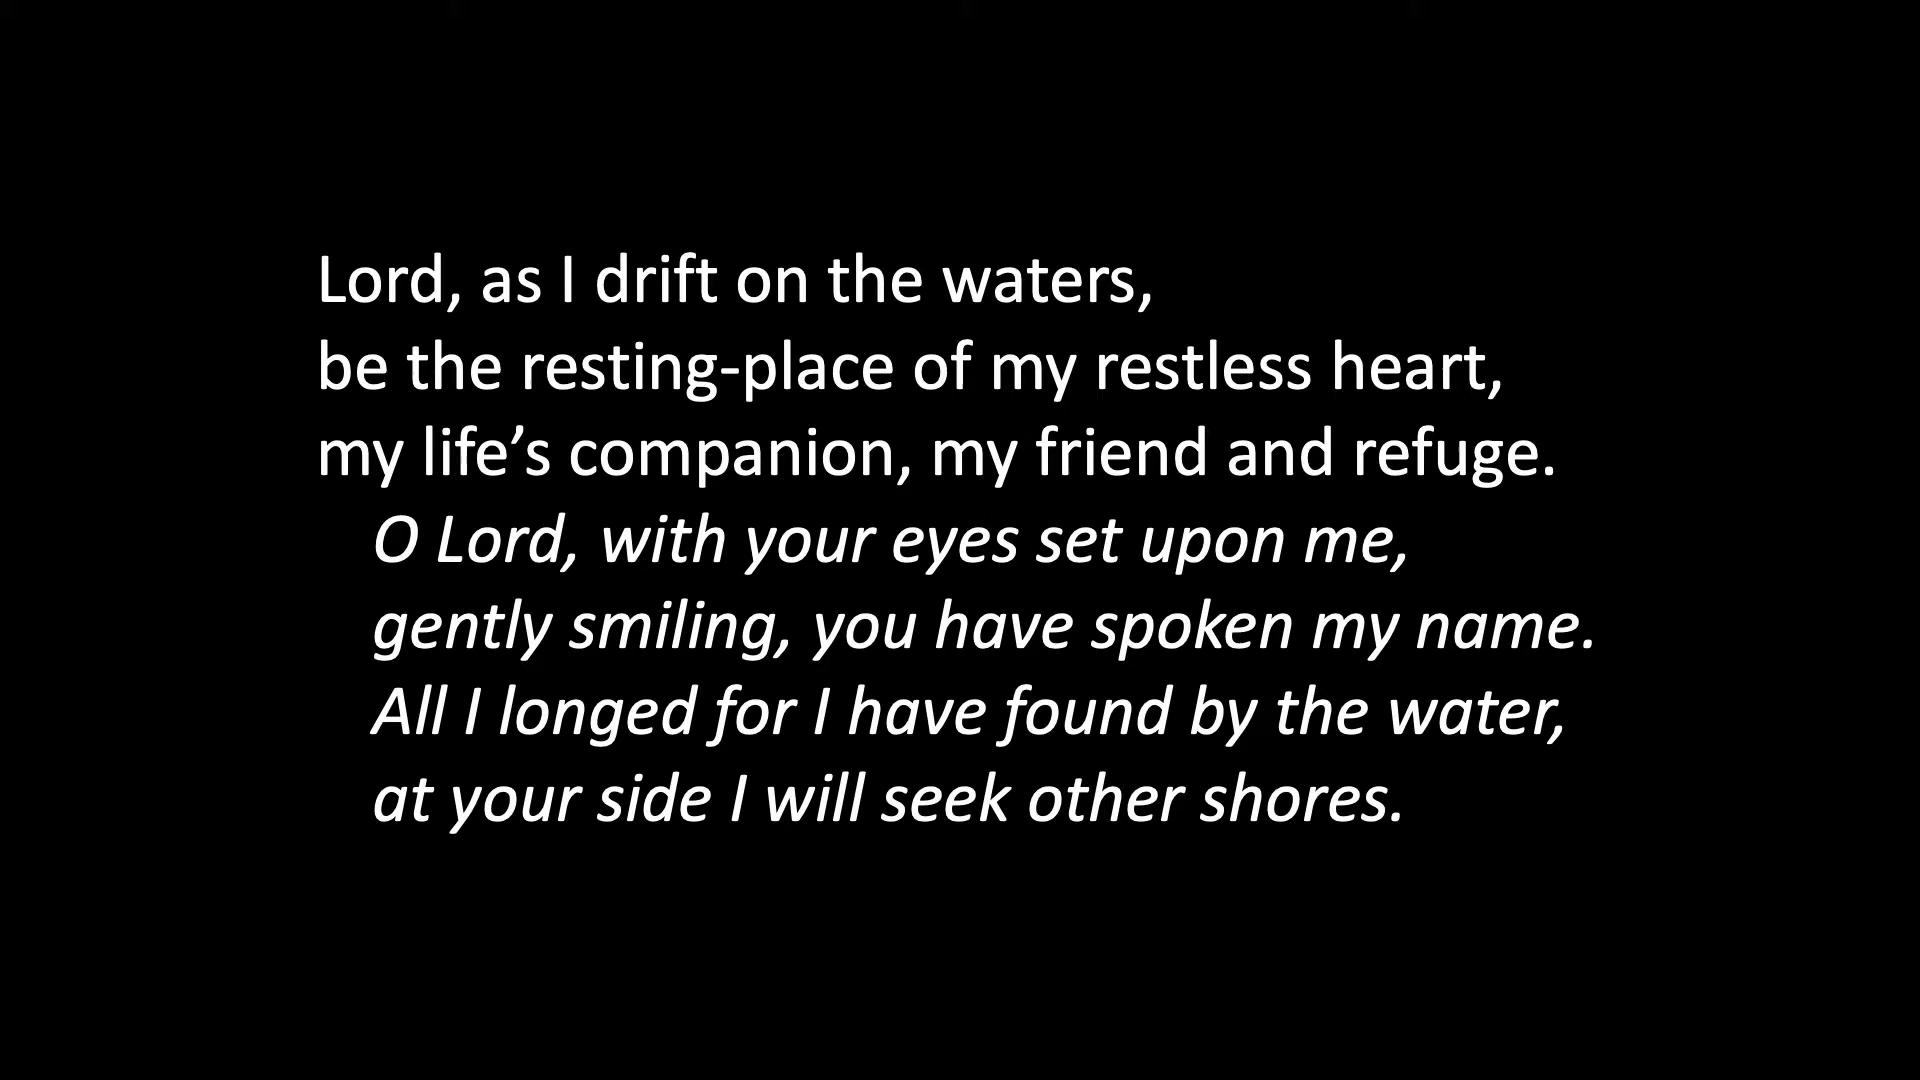 Lord, as I drift on the waters,
be the resting-place of my restless heart,
my life’s companion, my friend and refuge.
O Lord, with your eyes set upon me,
gently smiling, you have spoken my name.
All I longed for I have found by the water,
at your side I will seek other shores.